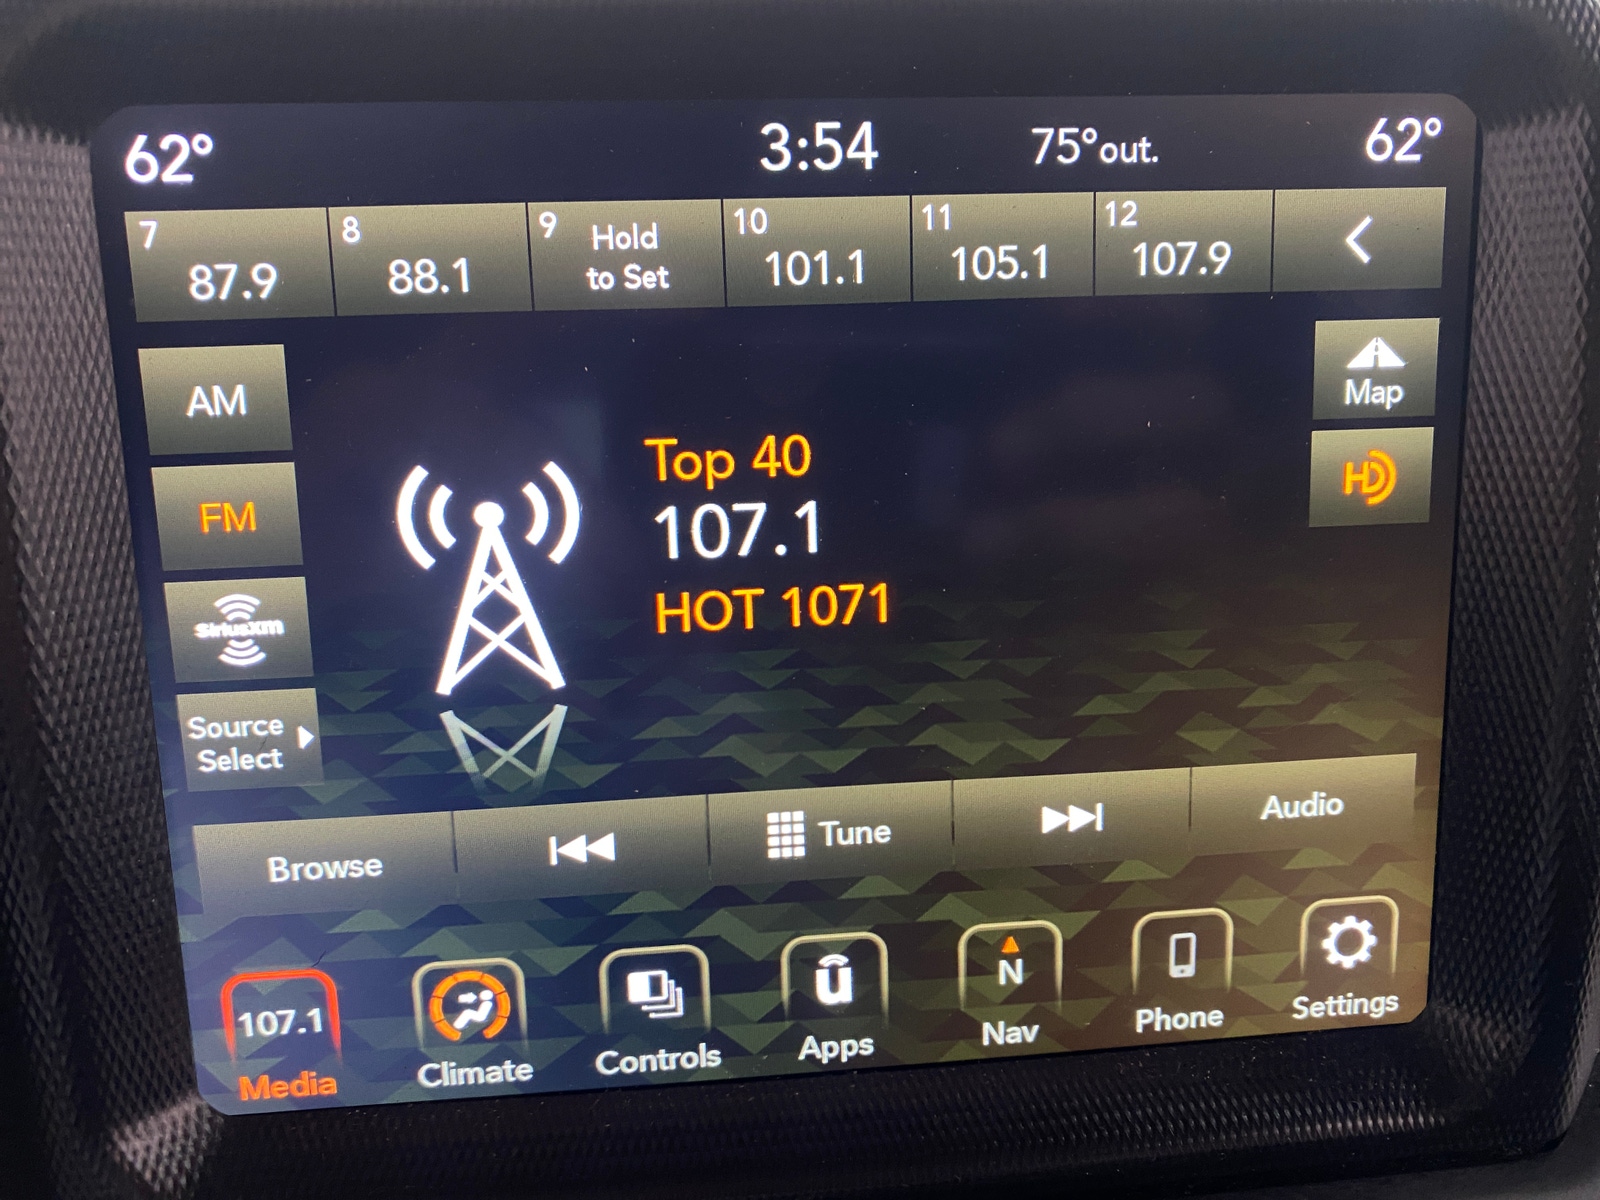 62° 3:54 75°out. 62°
7 8 9 10 11 12
87.9 88.1 Hold to Set 101.1 105.1 107.9
AM
Map
FM
HD
SiriusXM
Source
Select
Top 40
107.1
HOT 1071
Browse Tune Audio
107.1 u N
Media Climate Controls Apps Nav Phone Settings